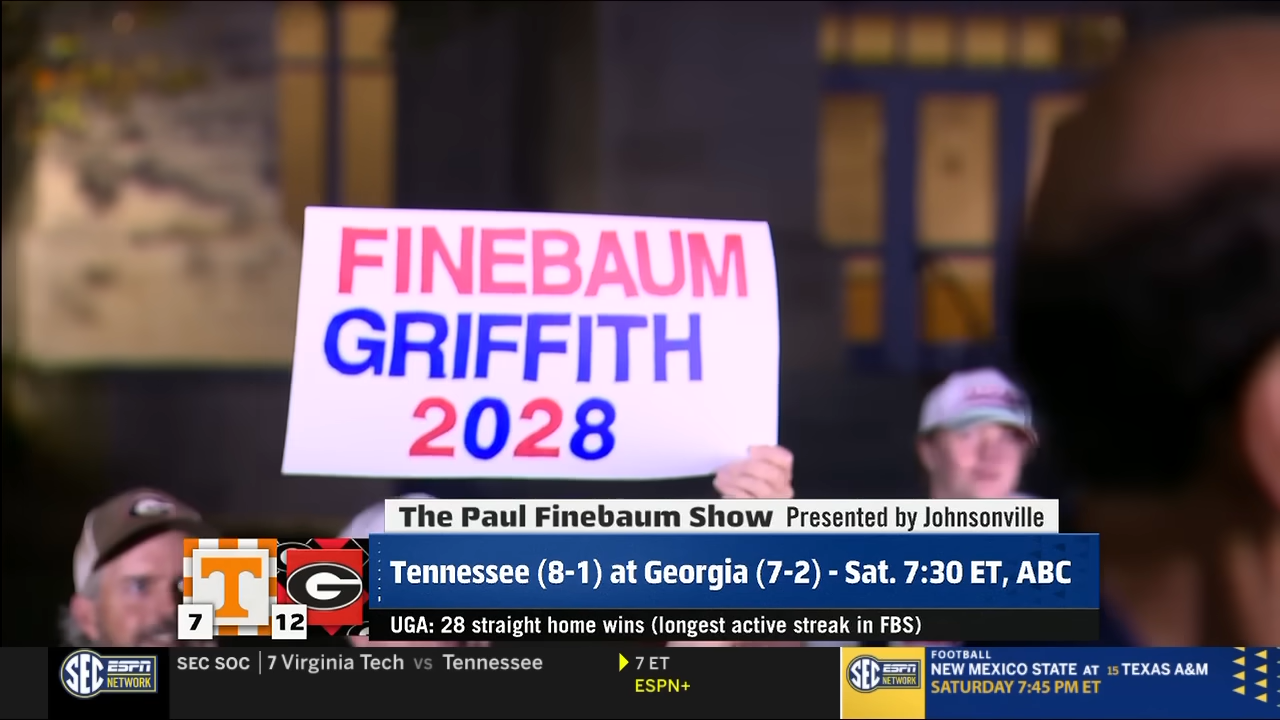 FINEBAUM
GRIFFITH
2028
The Paul Finebaum Show Presented by Johnsonville
Tennessee (8-1) at Georgia (7-2) - Sat. 7:30 ET, ABC
UGA: 28 straight home wins (longest active streak in FBS)
T
7
G
12
G
SEC ESPN NETWORK
SEC SOC 7 Virginia Tech vs Tennessee
7 ET
ESPN+
SEC ESPN NETWORK
FOOTBALL
NEW MEXICO STATE AT 15 TEXAS A&M
SATURDAY 7:45 PM ET